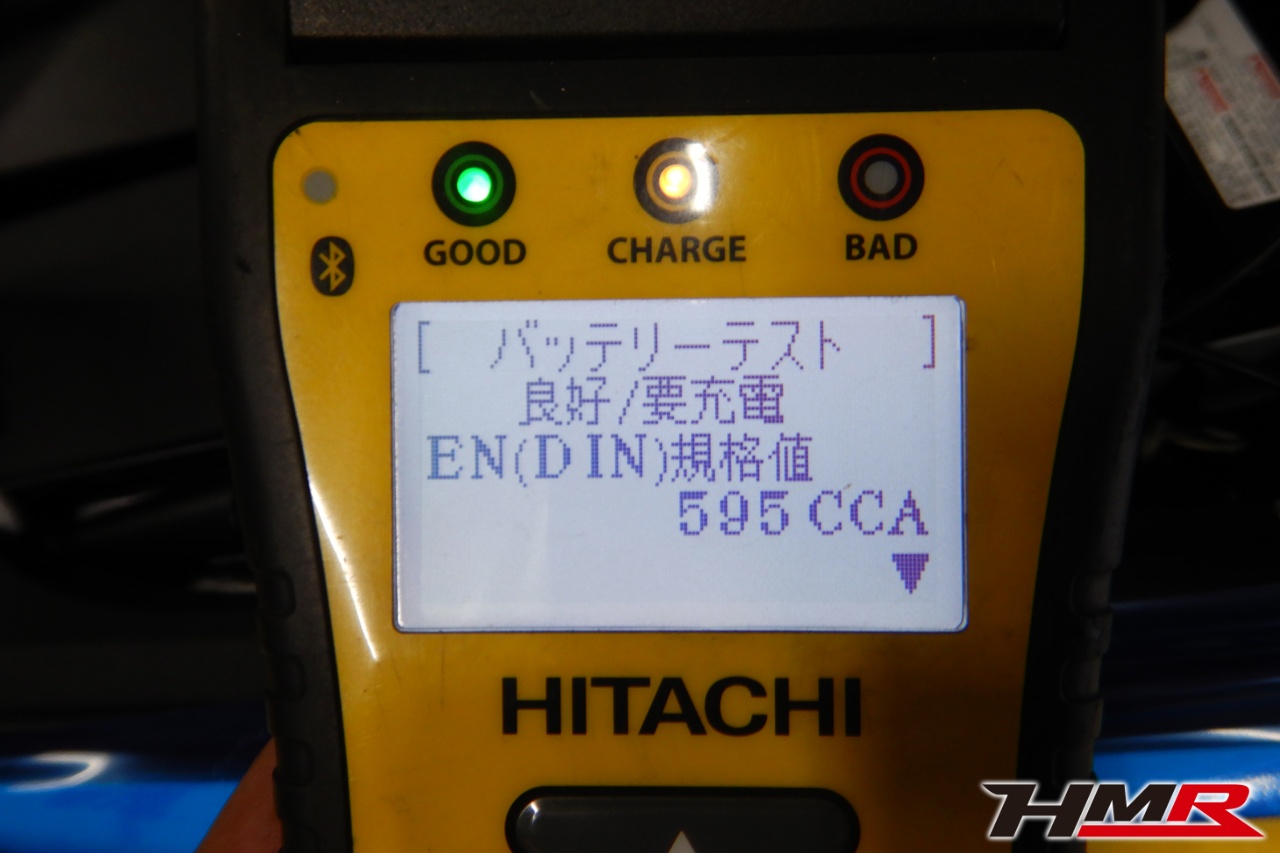 GOOD
CHARGE
BAD
[ バッテリーテスト ]
良好/要充電
EN(DIN)規格値
595 CCA
HITACHI
HMR